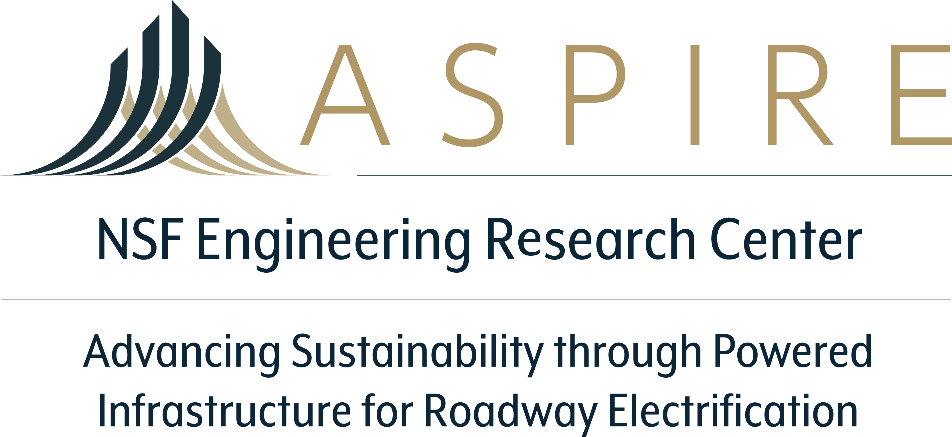 ASPIRE
NSF Engineering Research Center
Advancing Sustainability through Powered
Infrastructure for Roadway Electrification